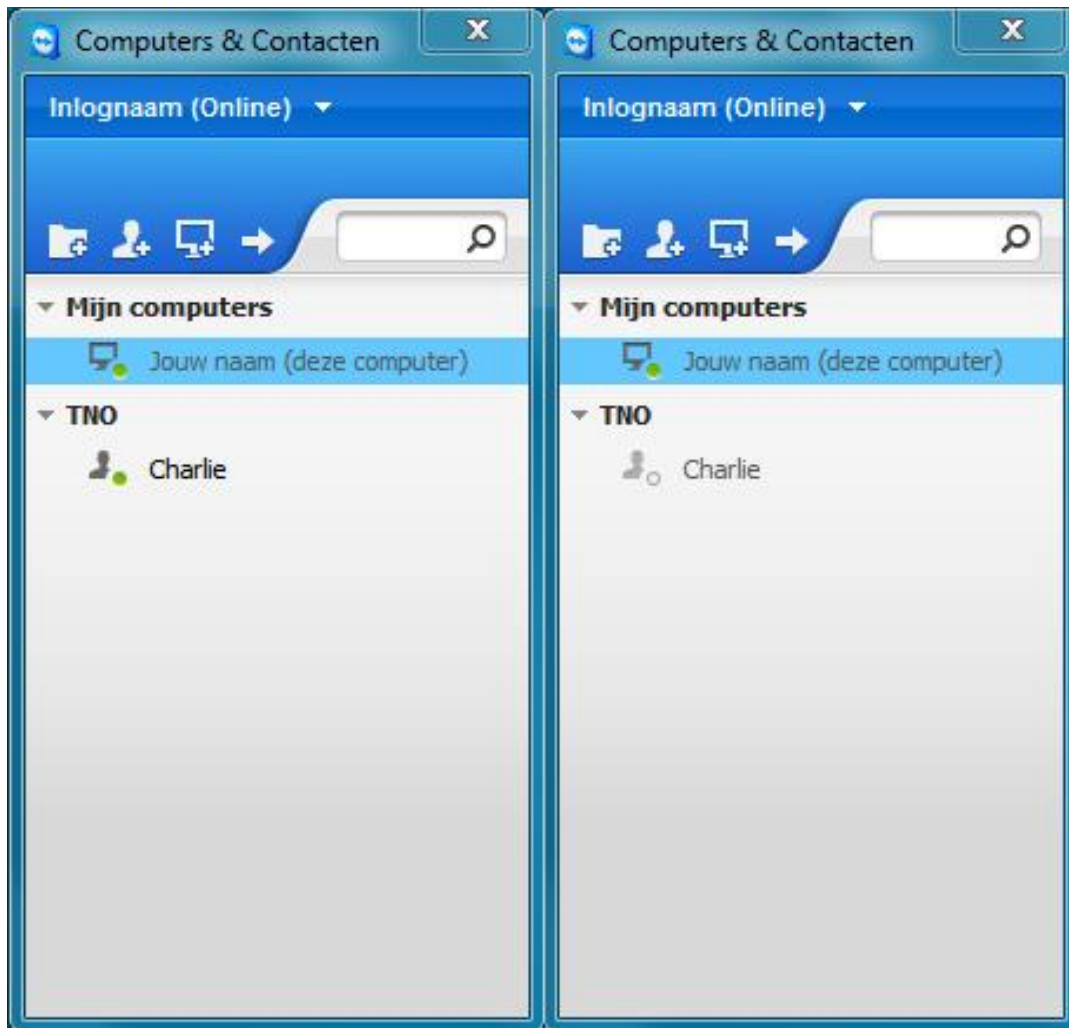 Computers & Contacten
X
Inlognaam (Online)
Mijn computers
Jouw naam (deze computer)
TNO
Charlie
Computers & Contacten
X
Inlognaam (Online)
Mijn computers
Jouw naam (deze computer)
TNO
Charlie